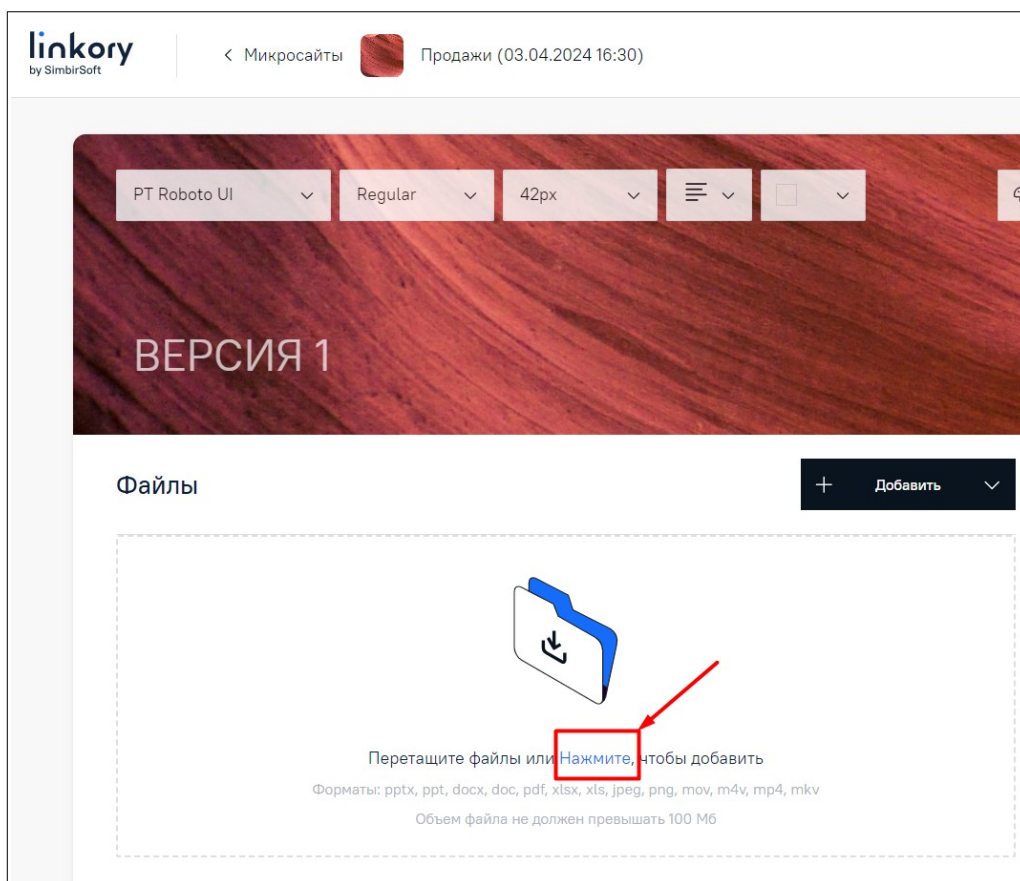 linkory
by SimbirSoft
Микросайты
Продажи (03.04.2024 16:30)
PT Roboto UI
Regular
42px
ВЕРСИЯ 1
Файлы
Добавить
Перетащите файлы или Нажмите, чтобы добавить
Форматы: pptx, ppt, docx, doc, pdf, xlsx, xls, jpeg, png, mov, m4v, mp4, mkv
Объем файла не должен превышать 100 Мб